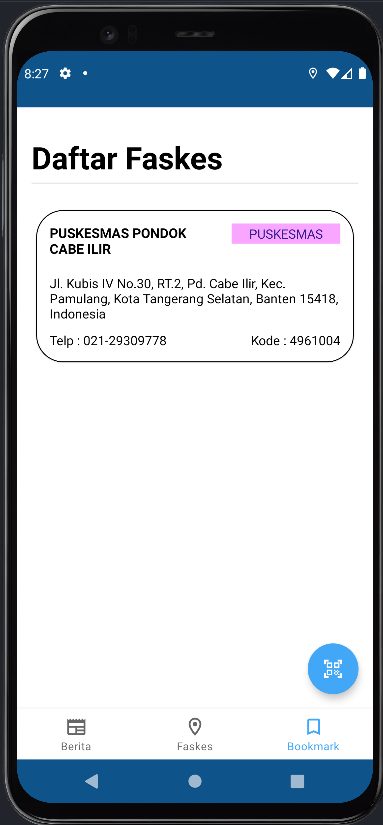 8:27
Daftar Faskes
PUSKESMAS PONDOK
CABE ILIR
PUSKESMAS
Jl. Kubis IV No.30, RT.2, Pd. Cabe Ilir, Kec.
Pamulang, Kota Tangerang Selatan, Banten 15418,
Indonesia
Telp : 021-29309778
Kode : 4961004
Berita
Faskes
Bookmark